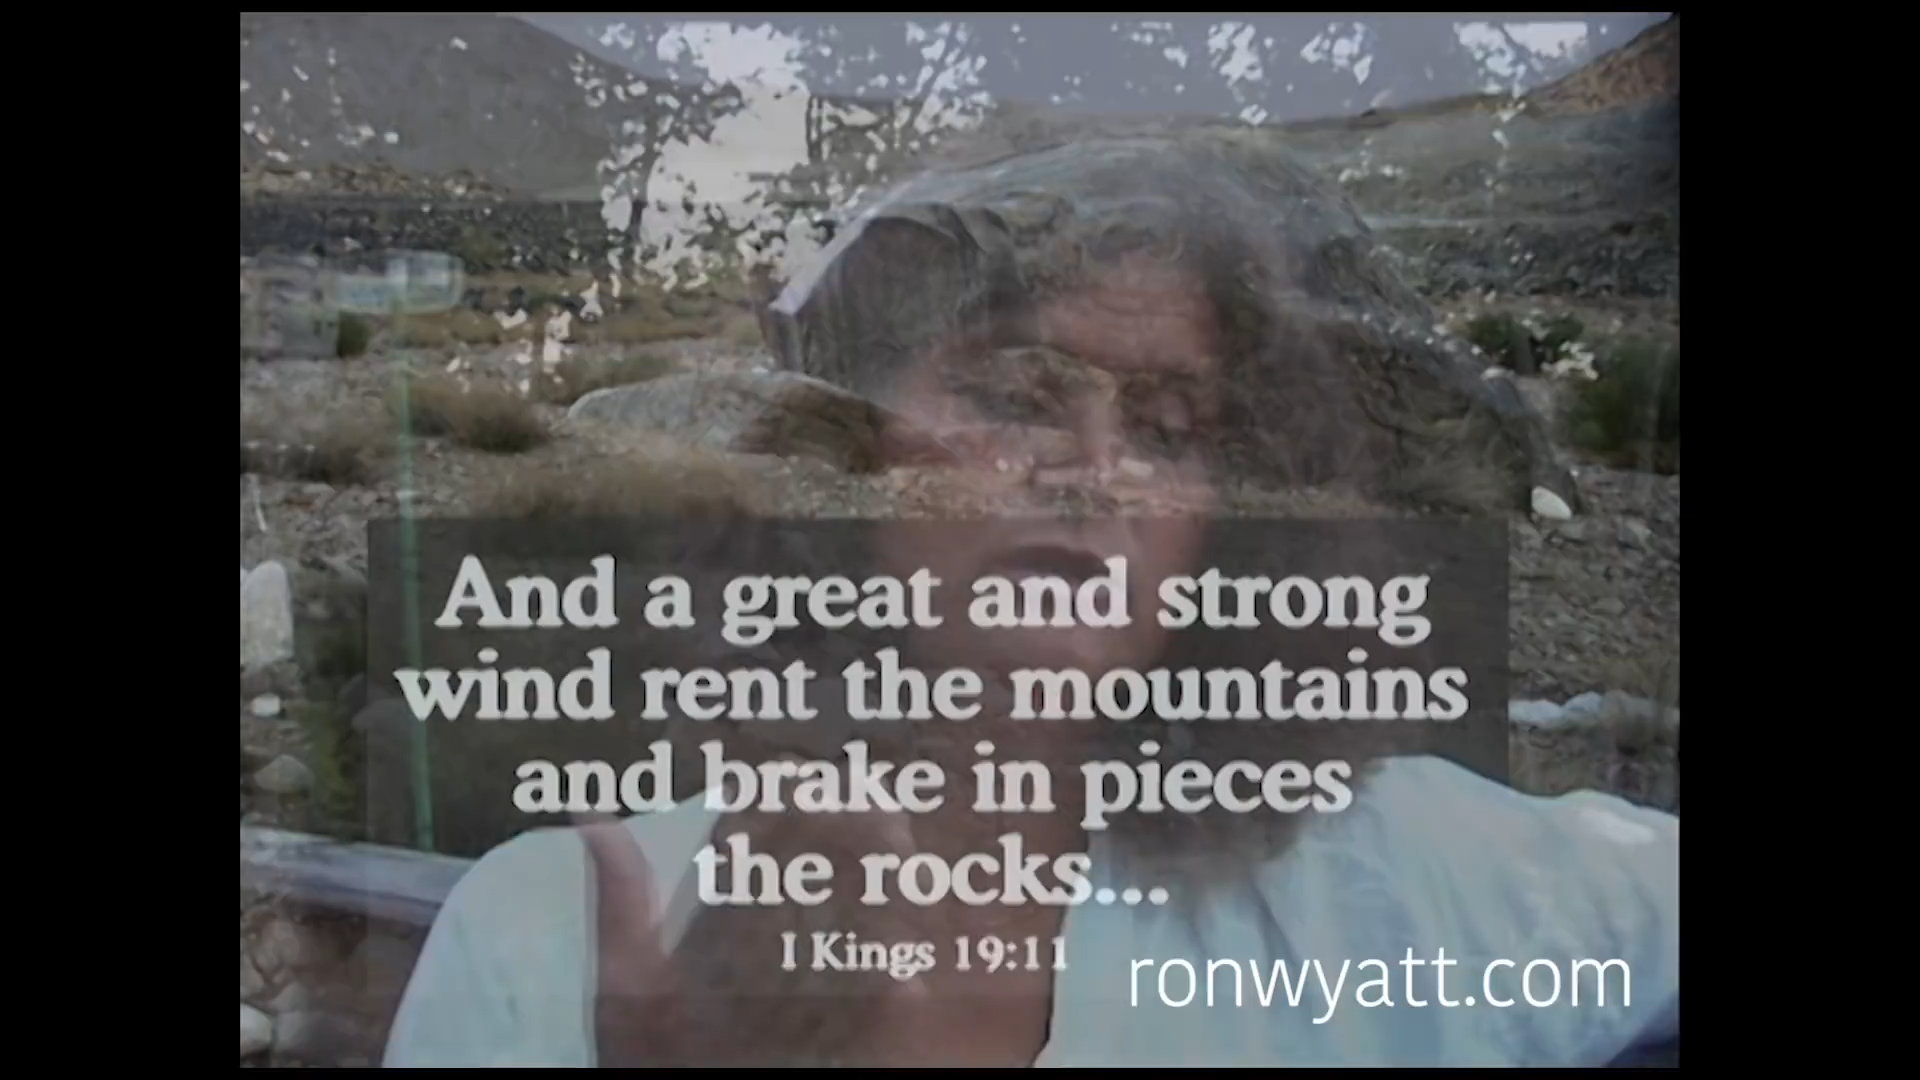 And a great and strong
wind rent the mountains
and brake in pieces
the rocks...
I Kings 19:11
ronwyatt.com